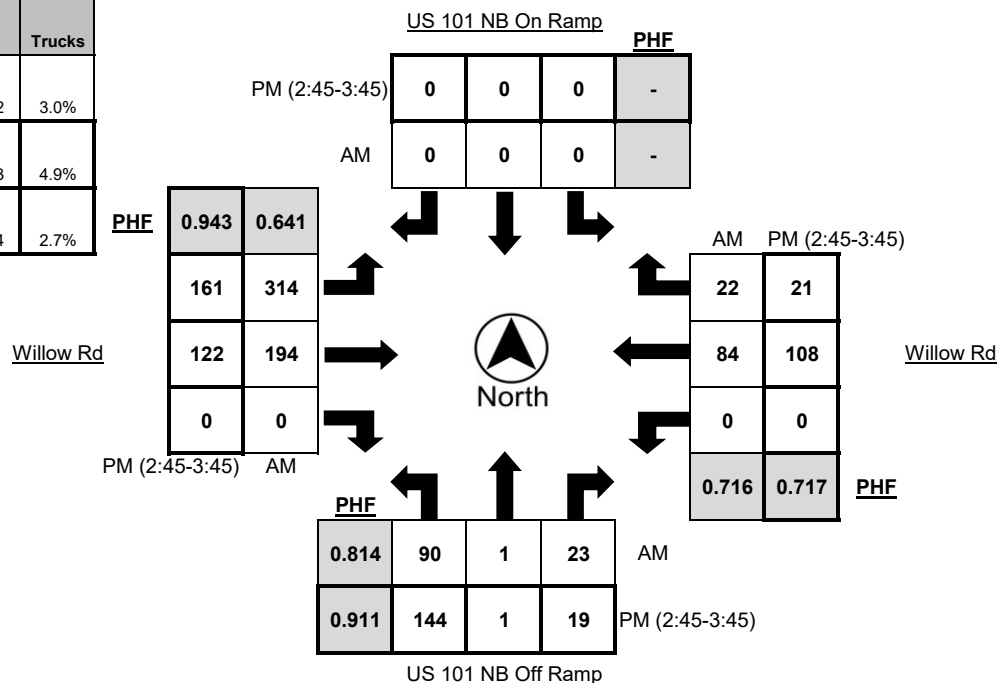 US 101 NB On Ramp
Trucks
PHF
PM (2:45-3:45) 0 0 0 -
2 3.0%
AM 0 0 0 -
3 4.9%
4 2.7%
PHF 0.943 0.641
AM PM (2:45-3:45)
161 314
22 21
Willow Rd 122 194
84 108 Willow Rd
North
0 0
0 0
PM (2:45-3:45) AM
0.716 0.717 PHF
PHF
0.814 90 1 23 AM
0.911 144 1 19 PM (2:45-3:45)
US 101 NB Off Ramp